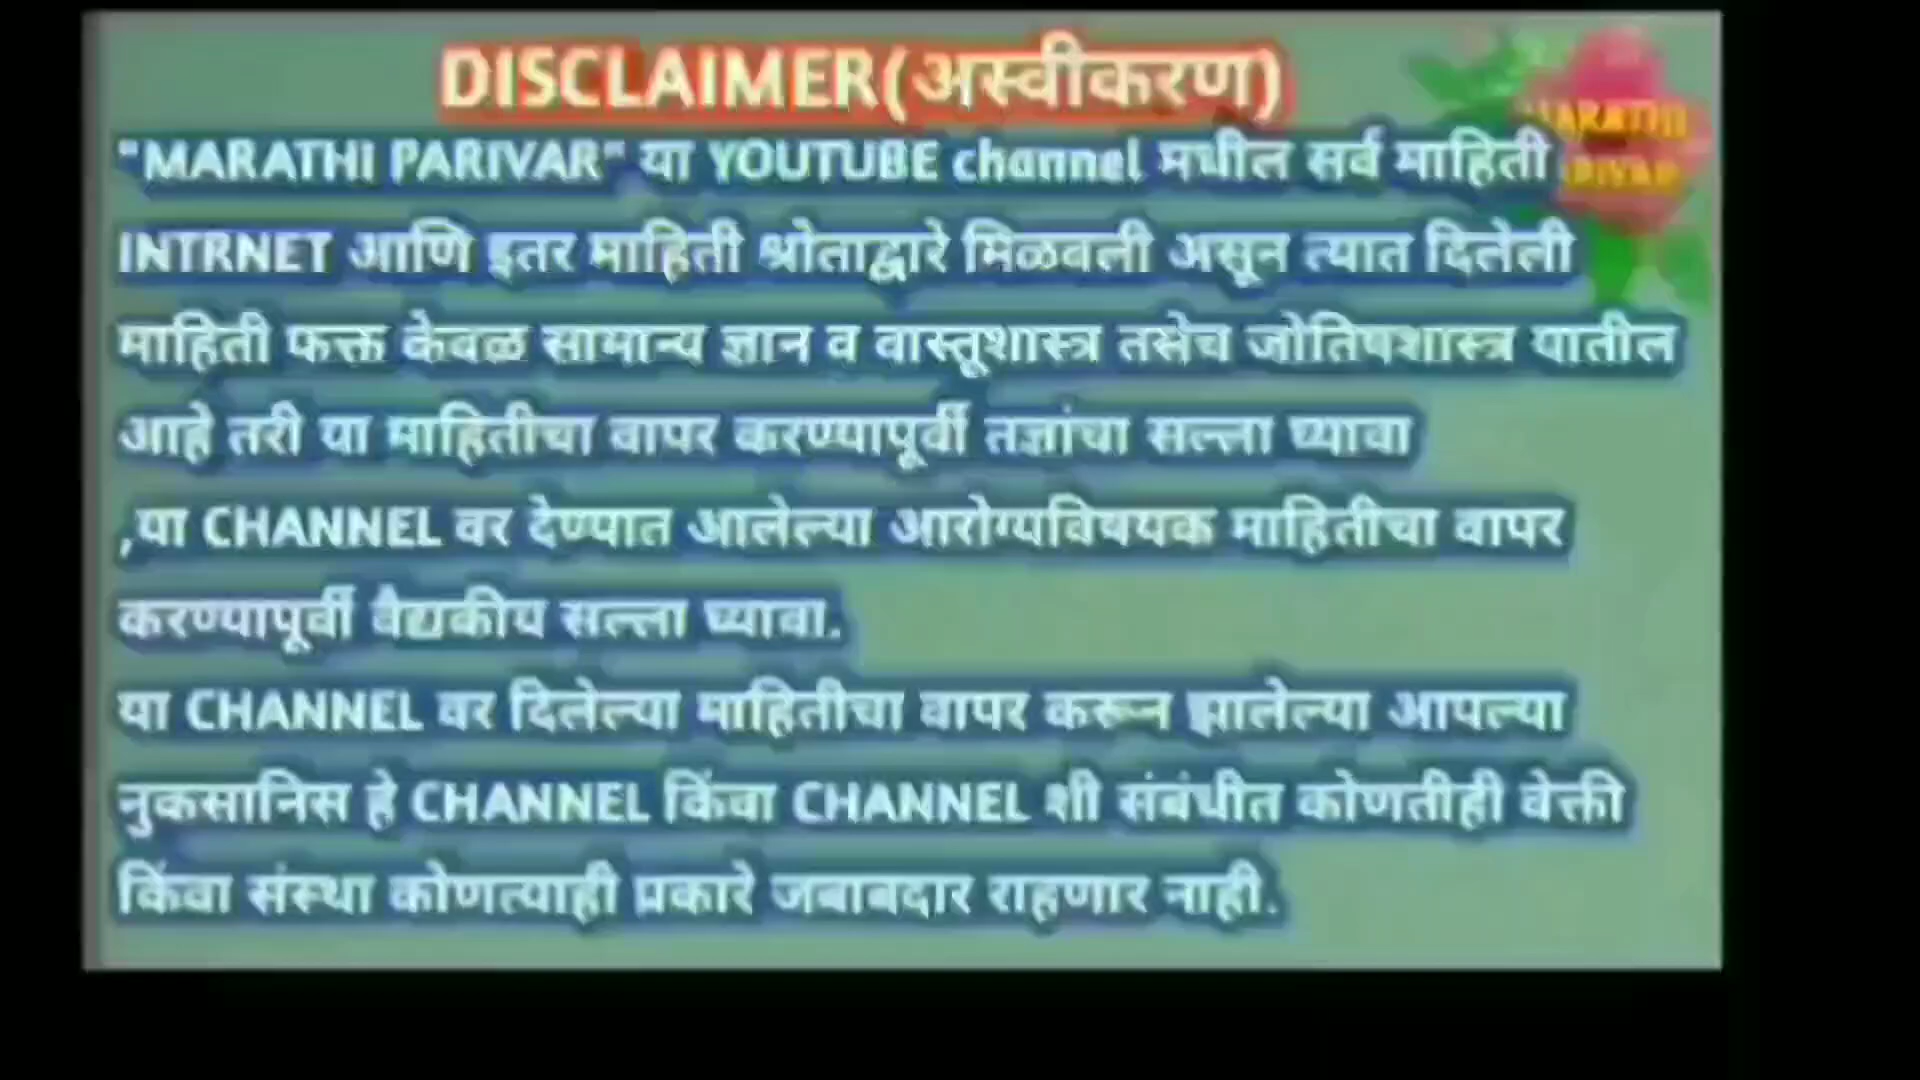 DISCLAIMER(अस्वीकरण)
MARATHI
PARIVAR
"MARATHI PARIVAR" या YOUTUBE channel मधील सर्व माहिती
INTRNET आणि इतर माहिती श्रोताद्वारे मिळवली असून त्यात दिलेली
माहिती फक्त केवळ सामान्य ज्ञान व वास्तूशास्त्र तसेच जोतिषशास्त्र यातील
आहे तरी या माहितीचा वापर करण्यापूर्वी तज्ञांचा सल्ला घ्यावा
,या CHANNEL वर देण्यात आलेल्या आरोग्यविषयक माहितीचा वापर
करण्यापूर्वी वैद्यकीय सल्ला घ्यावा.
या CHANNEL वर दिलेल्या माहितीचा वापर करून झालेल्या आपल्या
नुकसानिस हे CHANNEL किंवा CHANNEL शी संबंधीत कोणतीही वेक्ती
किंवा संस्था कोणत्याही प्रकारे जबाबदार राहणार नाही.